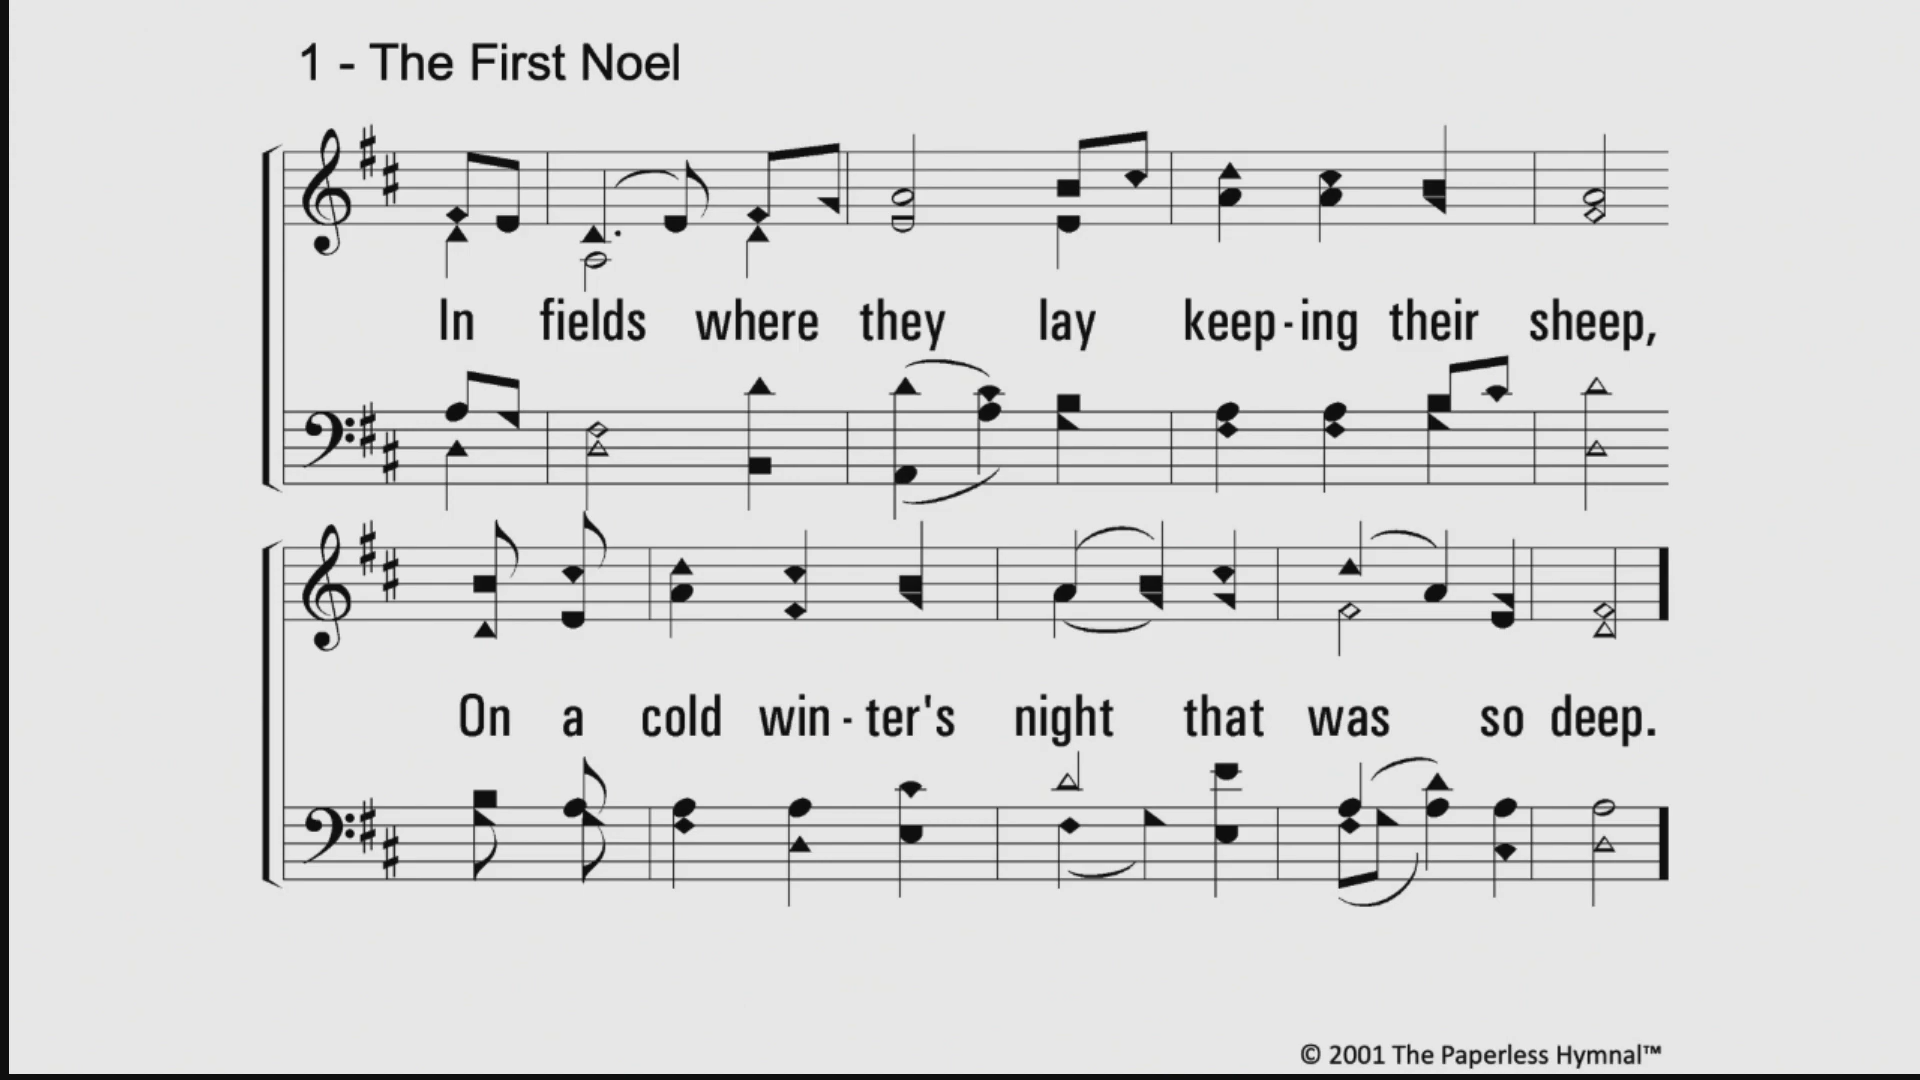 1 - The First Noel
In fields where they lay keep-ing their sheep,
On a cold win-ter's night that was so deep.
© 2001 The Paperless Hymnal™